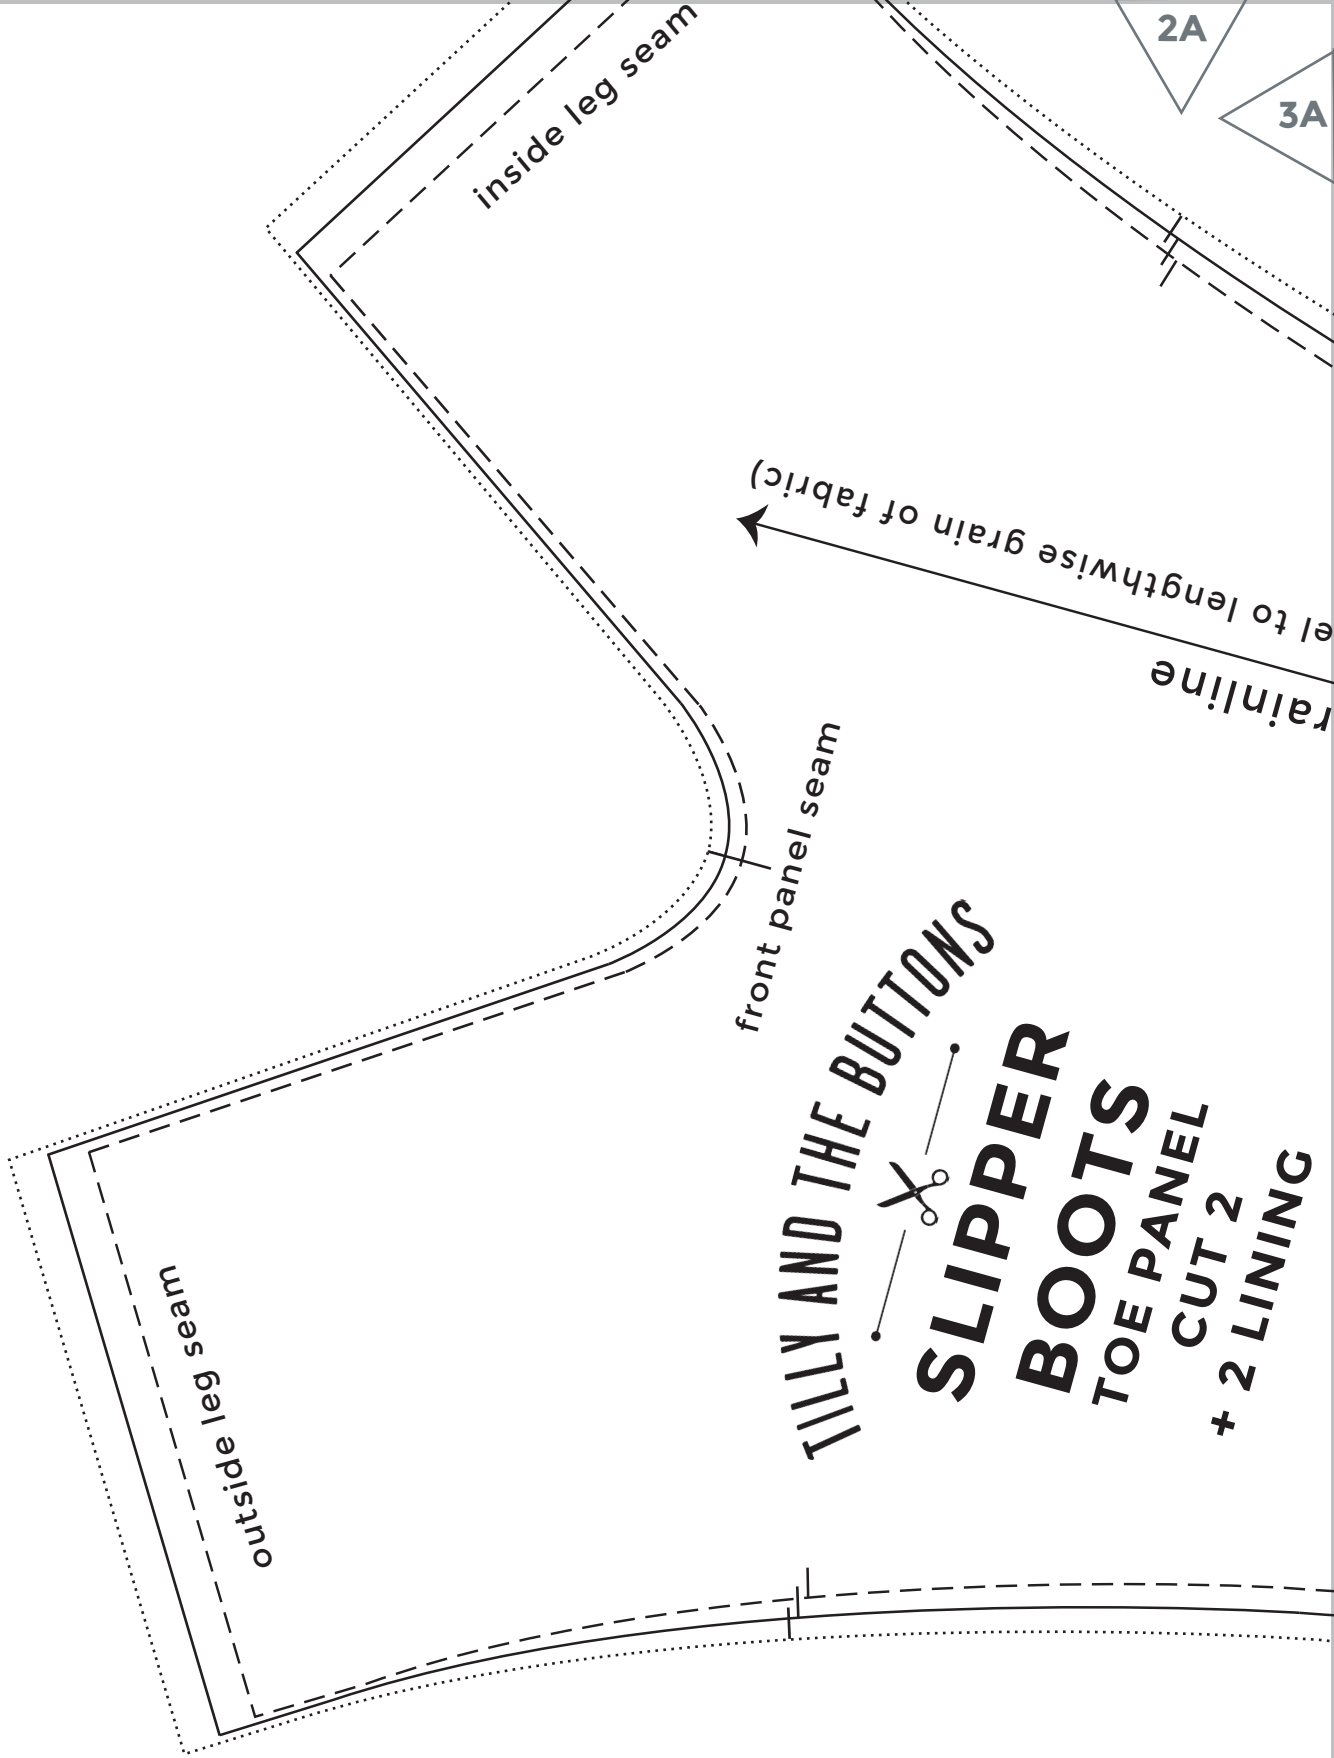 2A
3A
inside leg seam
el to lengthwise grain of fabric)
rainline
front panel seam
TILLY AND THE BUTTONS
SLIPPER
BOOTS
TOE PANEL
CUT 2
+ 2 LINING
outside leg seam